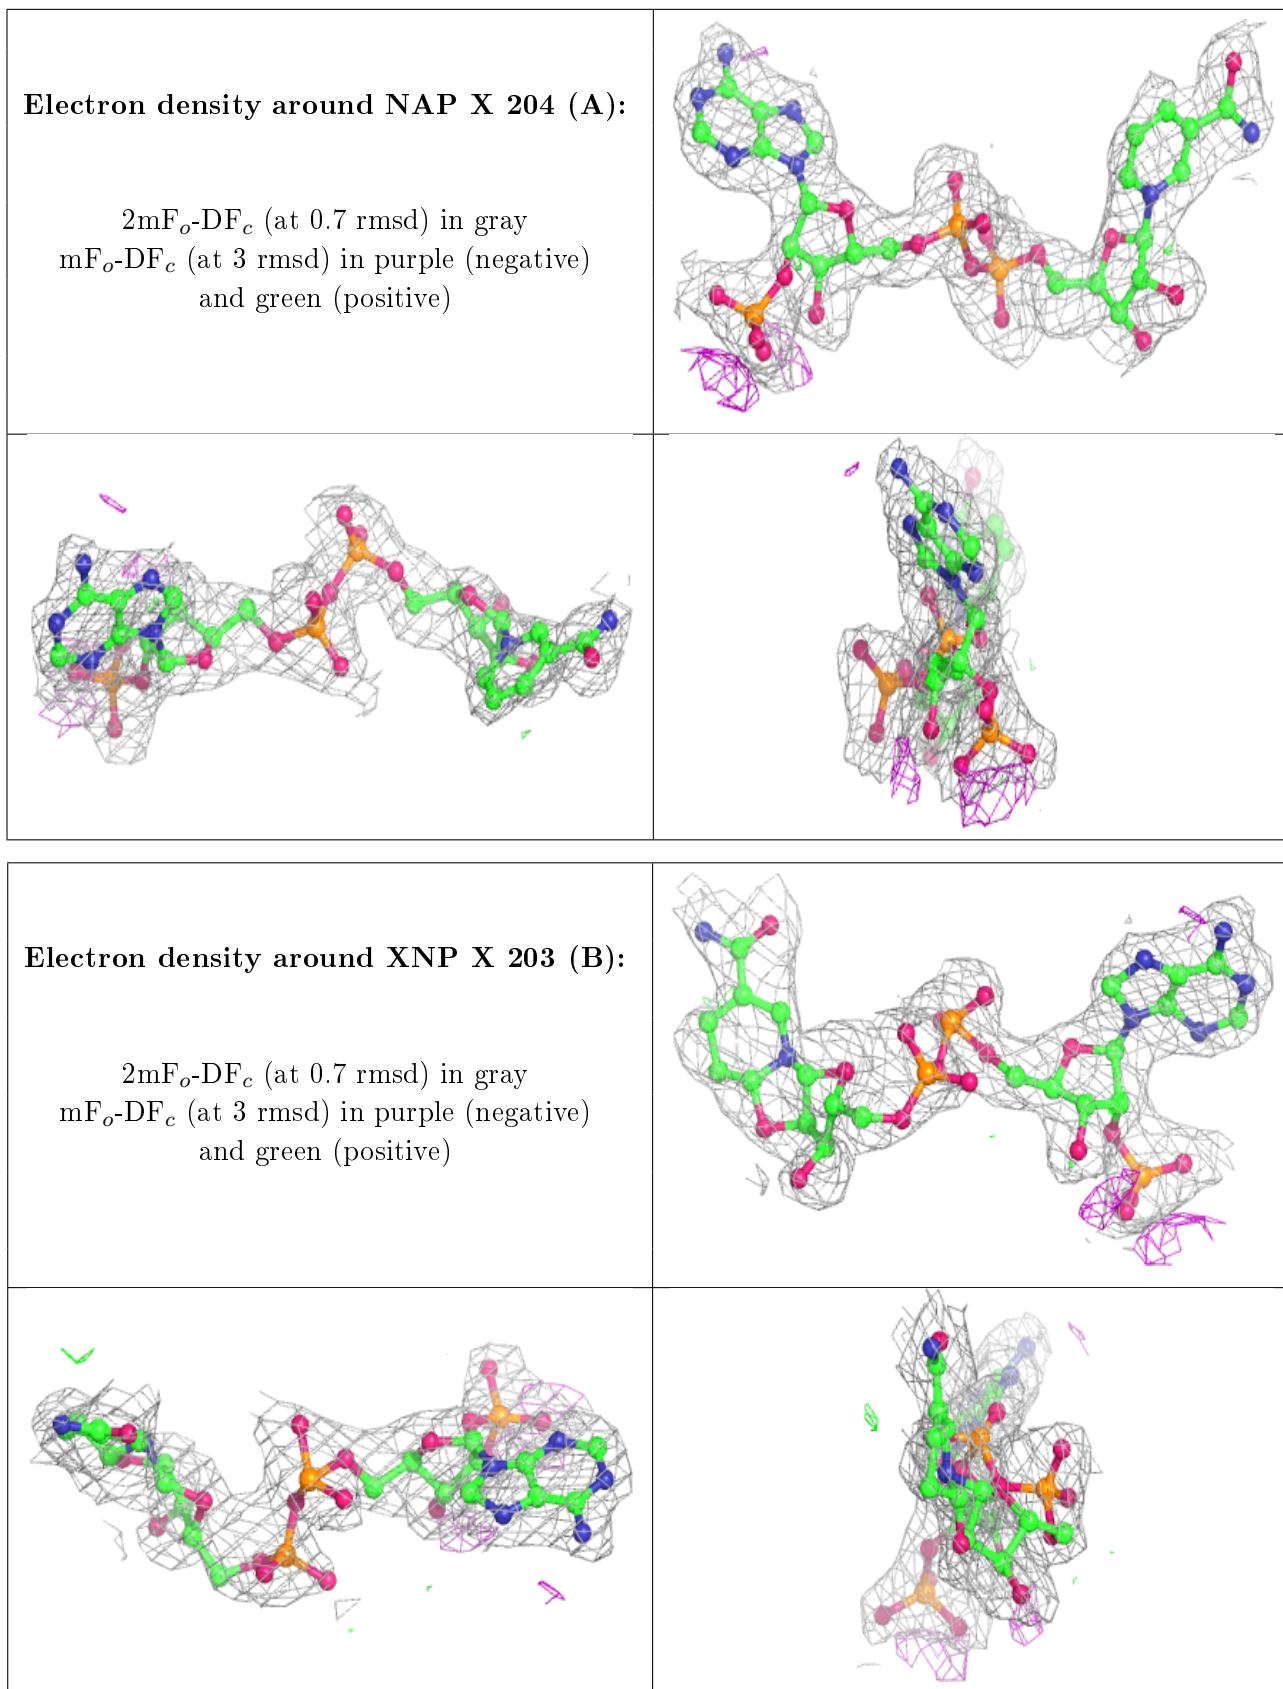 Electron density around NAP X 204 (A):
2mFo-DFc (at 0.7 rmsd) in gray
mFo-DFc (at 3 rmsd) in purple (negative)
and green (positive)
Electron density around XNP X 203 (B):
2mFo-DFc (at 0.7 rmsd) in gray
mFo-DFc (at 3 rmsd) in purple (negative)
and green (positive)